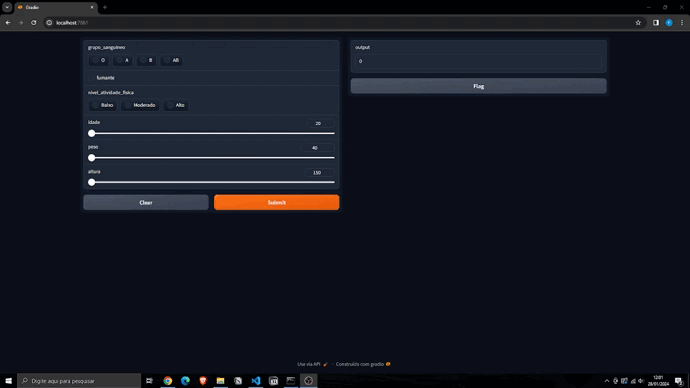 Gradio
localhost:7861
grupo_sanguineo
O A B AB
fumante
nivel_atividade_fisica
Baixo Moderado Alto
idade 20
peso 40
altura 150
Clear Submit
output
0
Flag
Use via API · Construído com gradio
Digite aqui para pesquisar
12:01
28/01/2024